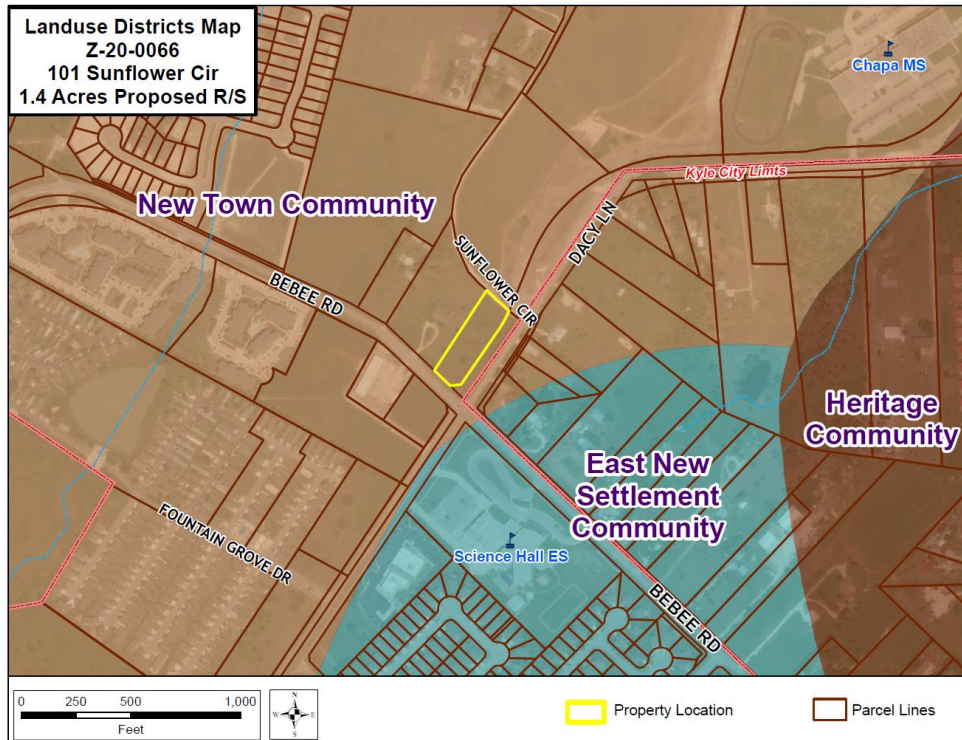 Landuse Districts Map
Z-20-0066
101 Sunflower Cir
1.4 Acres Proposed R/S
Chapa MS
Kyle City Limts
New Town Community
SUNFLOWER CIR
DACY LN
BEBEE RD
Heritage
Community
East New
Settlement
Community
FOUNTAIN GROVE DR
Science Hall ES
BEBEE RD
0 250 500 1,000
Feet
N
W E
S
Property Location
Parcel Lines